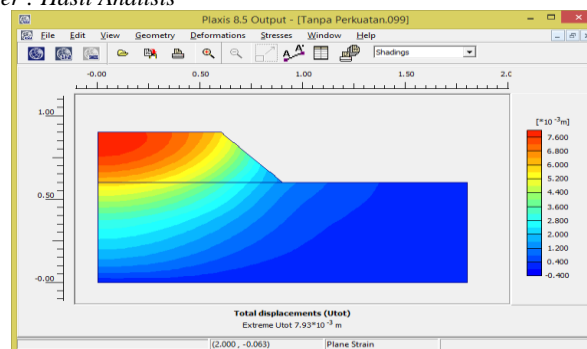 er : Hasil Analisis
Plaxis 8.5 Output - [Tanpa Perkuatan.099]
File Edit View Geometry Deformations Stresses Window Help
Shadings
-0.00 0.50 1.00 1.50 2.0
1.00
0.50
-0.00
[*10 -3m]
7.600
6.800
6.000
5.200
4.400
3.600
2.800
2.000
1.200
0.400
-0.400
Total displacements (Utot)
Extreme Utot 7.93*10 -3 m
(2.000 , -0.063) Plane Strain